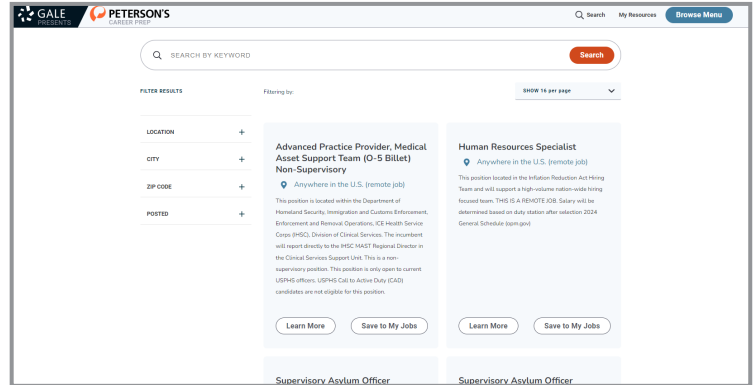 GALE
PRESENTS
PETERSON'S
CAREER PREP
Search
My Resources
Browse Menu
SEARCH BY KEYWORD
Search
FILTER RESULTS
Filtering by:
SHOW 16 per page
LOCATION +
CITY +
ZIP CODE +
POSTED +
Advanced Practice Provider, Medical
Asset Support Team (O-5 Billet)
Non-Supervisory
Anywhere in the U.S. (remote job)
This position is located within the Department of
Homeland Security, Immigration and Customs Enforcement,
Enforcement and Removal Operations, ICE Health Service
Corps (IHSC), Division of Clinical Services. The incumbent
will report directly to the IHSC MAST Regional Director in
the Clinical Services Support Unit. This is a non-
supervisory position. This position is only open to current
USPHS officers. USPHS Call to Active Duty (CAD)
candidates are not eligible for this position.
Learn More
Save to My Jobs
Human Resources Specialist
Anywhere in the U.S. (remote job)
This position located in the Inflation Reduction Act Hiring
Team and will support a high-volume nation-wide hiring
focused team. THIS IS A REMOTE JOB. Salary will be
determined based on duty station after selection 2024
General Schedule (opm.gov)
Learn More
Save to My Jobs
Supervisory Asylum Officer
Supervisory Asylum Officer